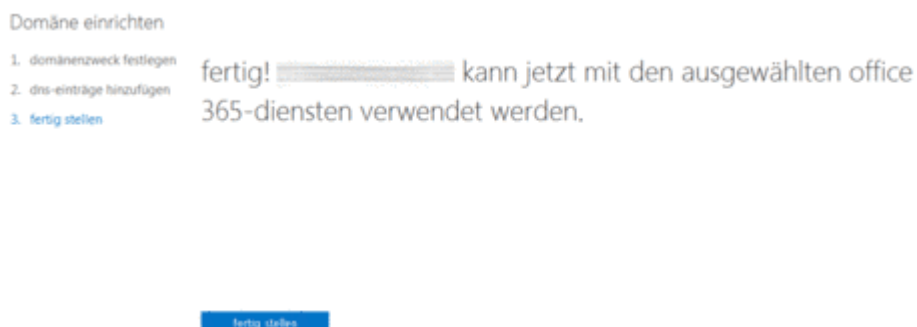 Domäne einrichten
1. domänenzweck festlegen
2. dns-einträge hinzufügen
3. fertig stellen
fertig! kann jetzt mit den ausgewählten office
365-diensten verwendet werden.
fertig stellen